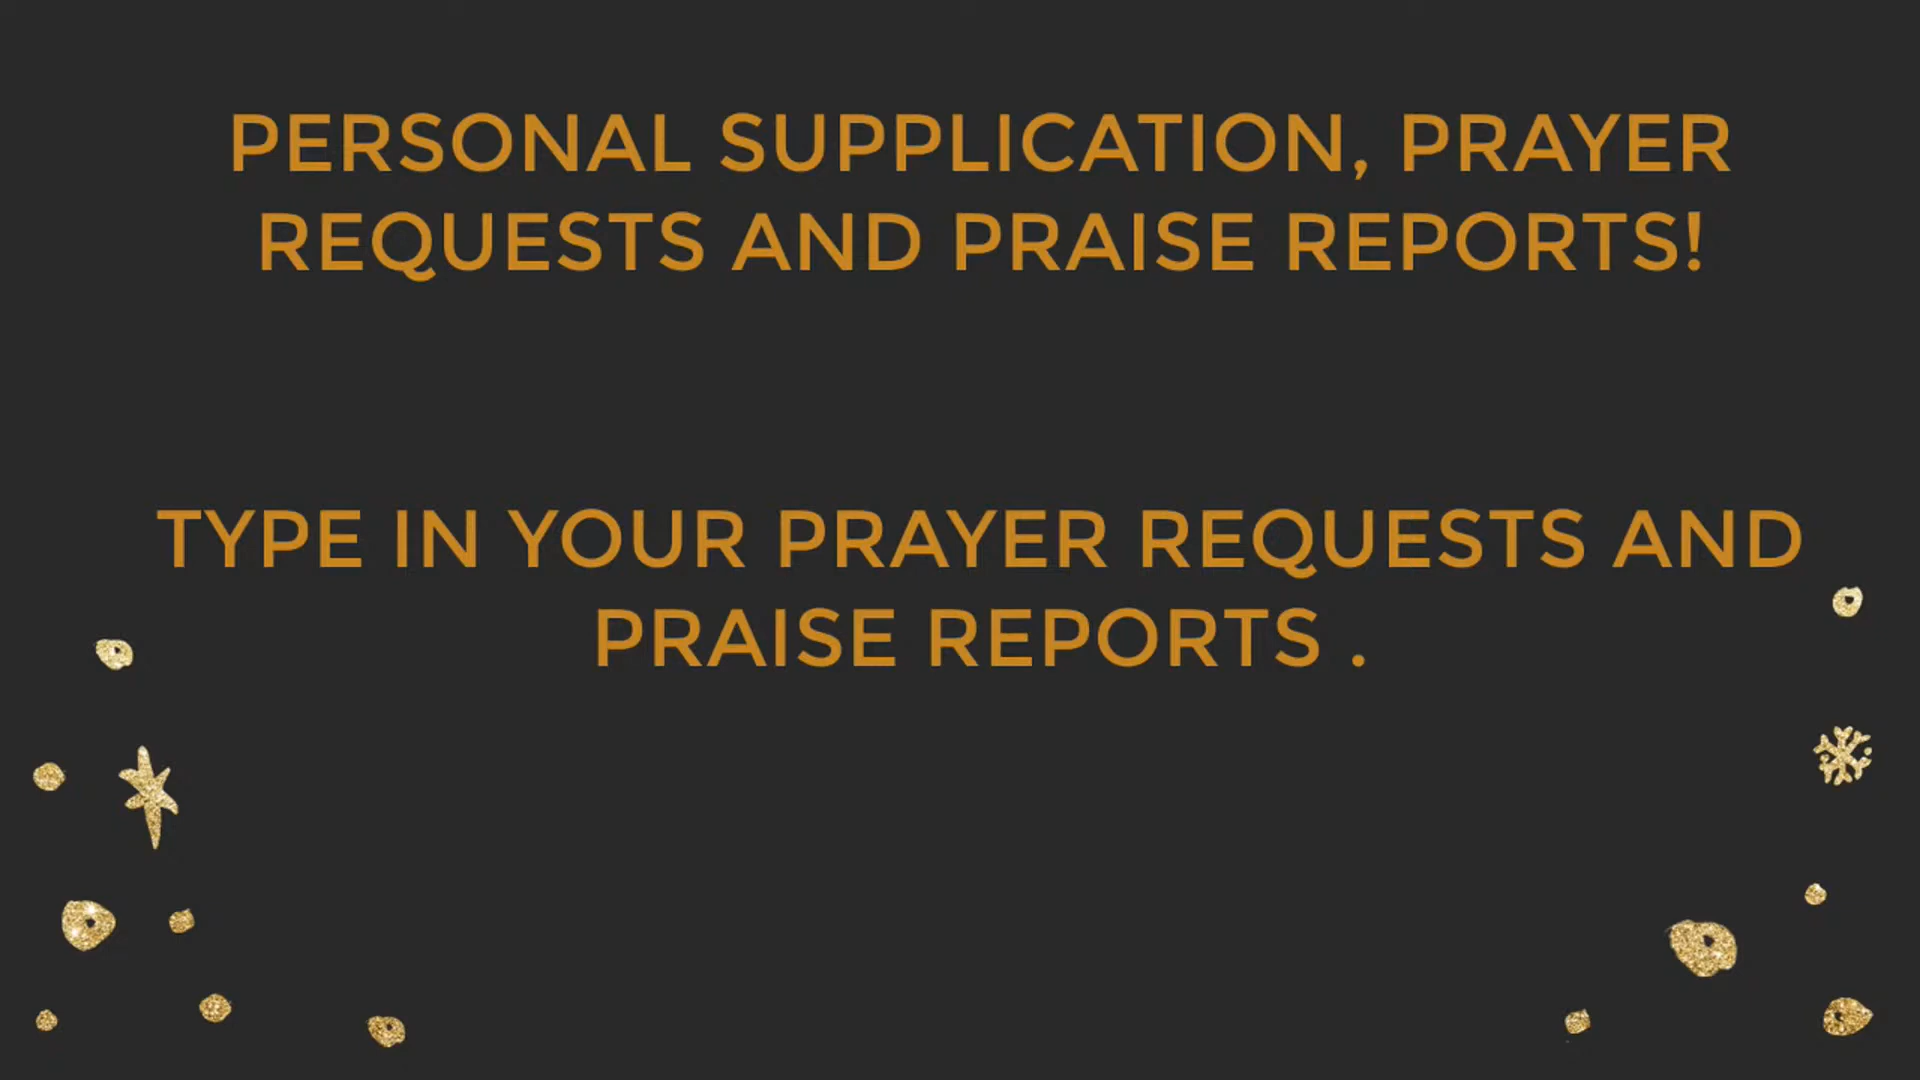 PERSONAL SUPPLICATION, PRAYER
REQUESTS AND PRAISE REPORTS!
TYPE IN YOUR PRAYER REQUESTS AND
PRAISE REPORTS .